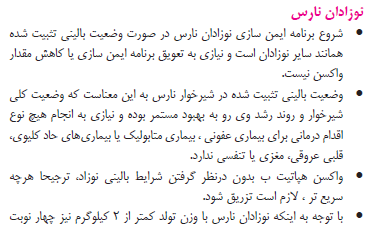 نوزادان نارس
• شروع برنامه ایمن سازی نوزادان نارس در صورت وضعیت بالینی تثبیت شده
همانند سایر نوزادان است و نیازی به تعویق برنامه ایمن سازی یا کاهش مقدار
واکسن نیست.
• وضعیت بالینی تثبیت شده در شیرخوار نارس به این معناست که وضعیت کلی
شیرخوار و روند رشد وی رو به بهبود مستمر بوده و نیازی به انجام هیچ نوع
اقدام درمانی برای بیماری عفونی ، بیماری متابولیک یا بیماری‌های حاد کلیوی،
قلبی عروقی، مغزی یا تنفسی ندارد.
• واکسن هپاتیت ب بدون درنظر گرفتن شرایط بالینی نوزاد، ترجیحا هرچه
سریع تر ، لازم است تزریق شود.
• با توجه به اینکه نوزادان نارس با وزن تولد کمتر از ۲ کیلوگرم نیز چهار نوبت